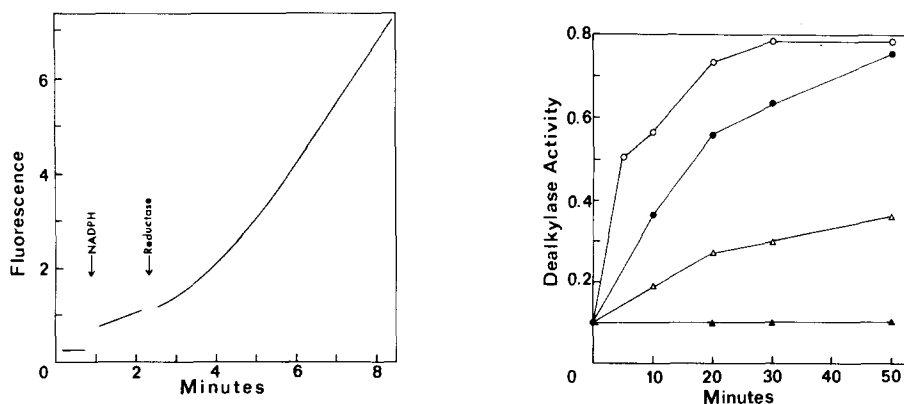 Fluorescence
6
4
2
0
NADPH
Reductase
0 2 4 6 8
Minutes
Dealkylase Activity
0.8
0.6
0.4
0.2
0
10 20 30 40 50
Minutes